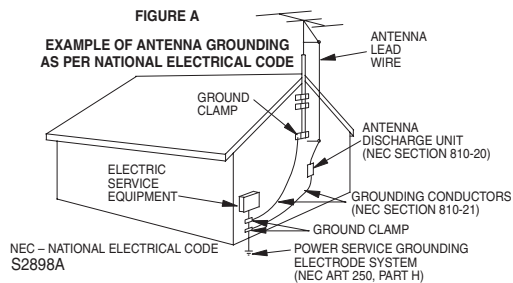 FIGURE A
EXAMPLE OF ANTENNA GROUNDING
AS PER NATIONAL ELECTRICAL CODE
ANTENNA
LEAD
WIRE
GROUND
CLAMP
ANTENNA
DISCHARGE UNIT
(NEC SECTION 810-20)
ELECTRIC
SERVICE
EQUIPMENT
GROUNDING CONDUCTORS
(NEC SECTION 810-21)
GROUND CLAMP
NEC – NATIONAL ELECTRICAL CODE
S2898A
POWER SERVICE GROUNDING
ELECTRODE SYSTEM
(NEC ART 250, PART H)